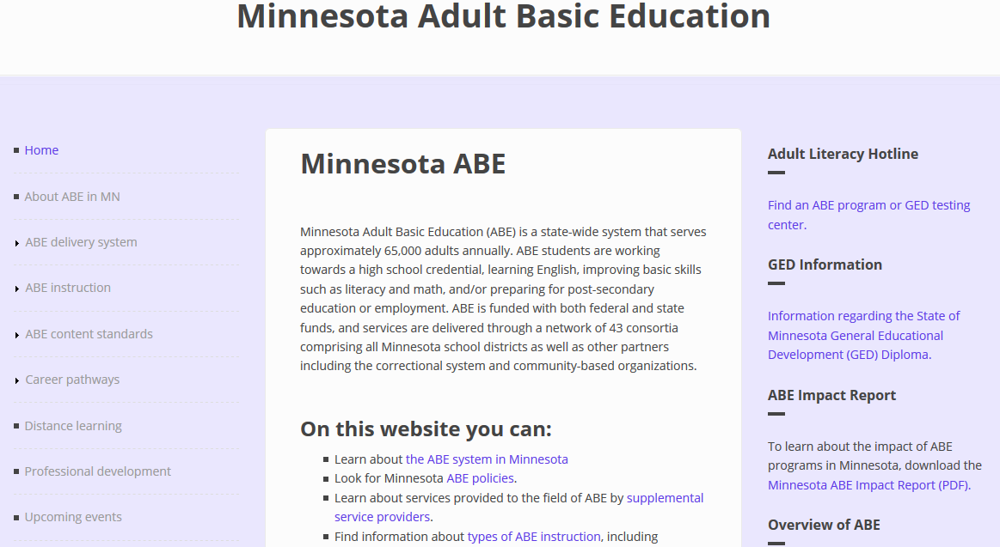 Minnesota Adult Basic Education
Home
About ABE in MN
ABE delivery system
ABE instruction
ABE content standards
Career pathways
Distance learning
Professional development
Upcoming events
Minnesota ABE
Minnesota Adult Basic Education (ABE) is a state-wide system that serves
approximately 65,000 adults annually. ABE students are working
towards a high school credential, learning English, improving basic skills
such as literacy and math, and/or preparing for post-secondary
education or employment. ABE is funded with both federal and state
funds, and services are delivered through a network of 43 consortia
comprising all Minnesota school districts as well as other partners
including the correctional system and community-based organizations.
On this website you can:
Learn about the ABE system in Minnesota
Look for Minnesota ABE policies.
Learn about services provided to the field of ABE by supplemental
service providers.
Find information about types of ABE instruction, including
Adult Literacy Hotline
Find an ABE program or GED testing
center.
GED Information
Information regarding the State of
Minnesota General Educational
Development (GED) Diploma.
ABE Impact Report
To learn about the impact of ABE
programs in Minnesota, download the
Minnesota ABE Impact Report (PDF).
Overview of ABE